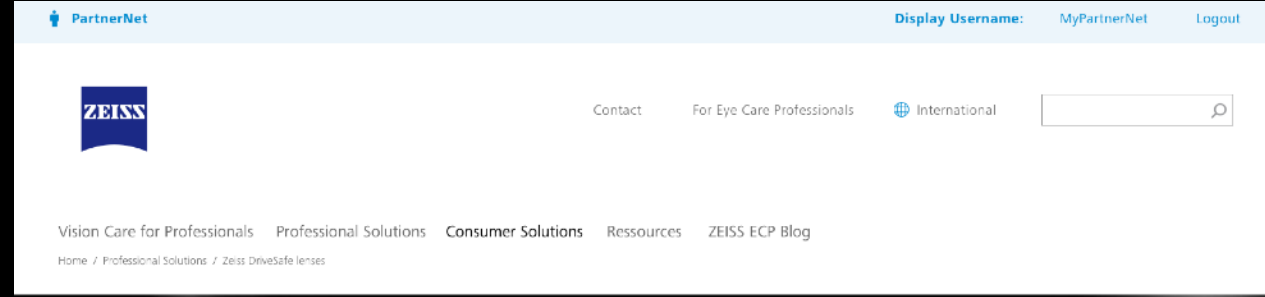 PartnerNet Display Username: MyPartnerNet Logout
ZEISS
Contact For Eye Care Professionals International
Vision Care for Professionals Professional Solutions Consumer Solutions Ressources ZEISS ECP Blog
Home / Professional Solutions / Zeiss DriveSafe lenses